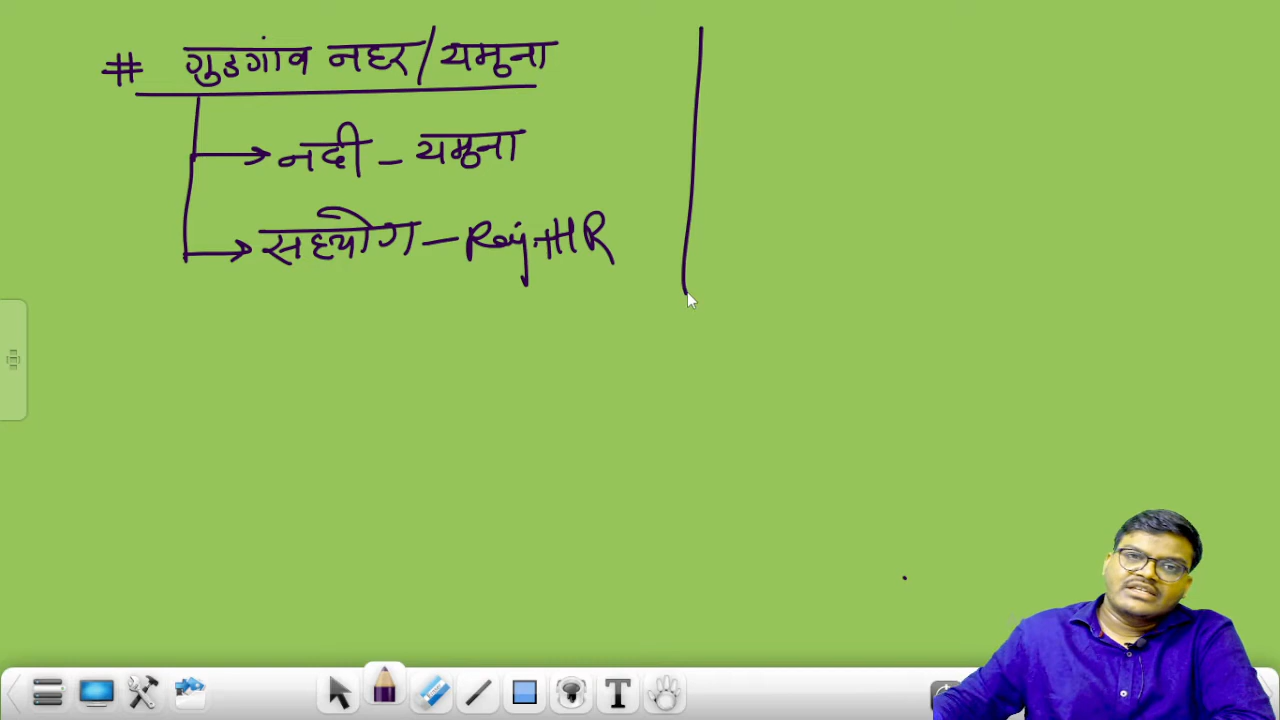 # गुडगांव नहर/यमुना
→ नदी - यमुना
→ सहयोग - Raj+HR